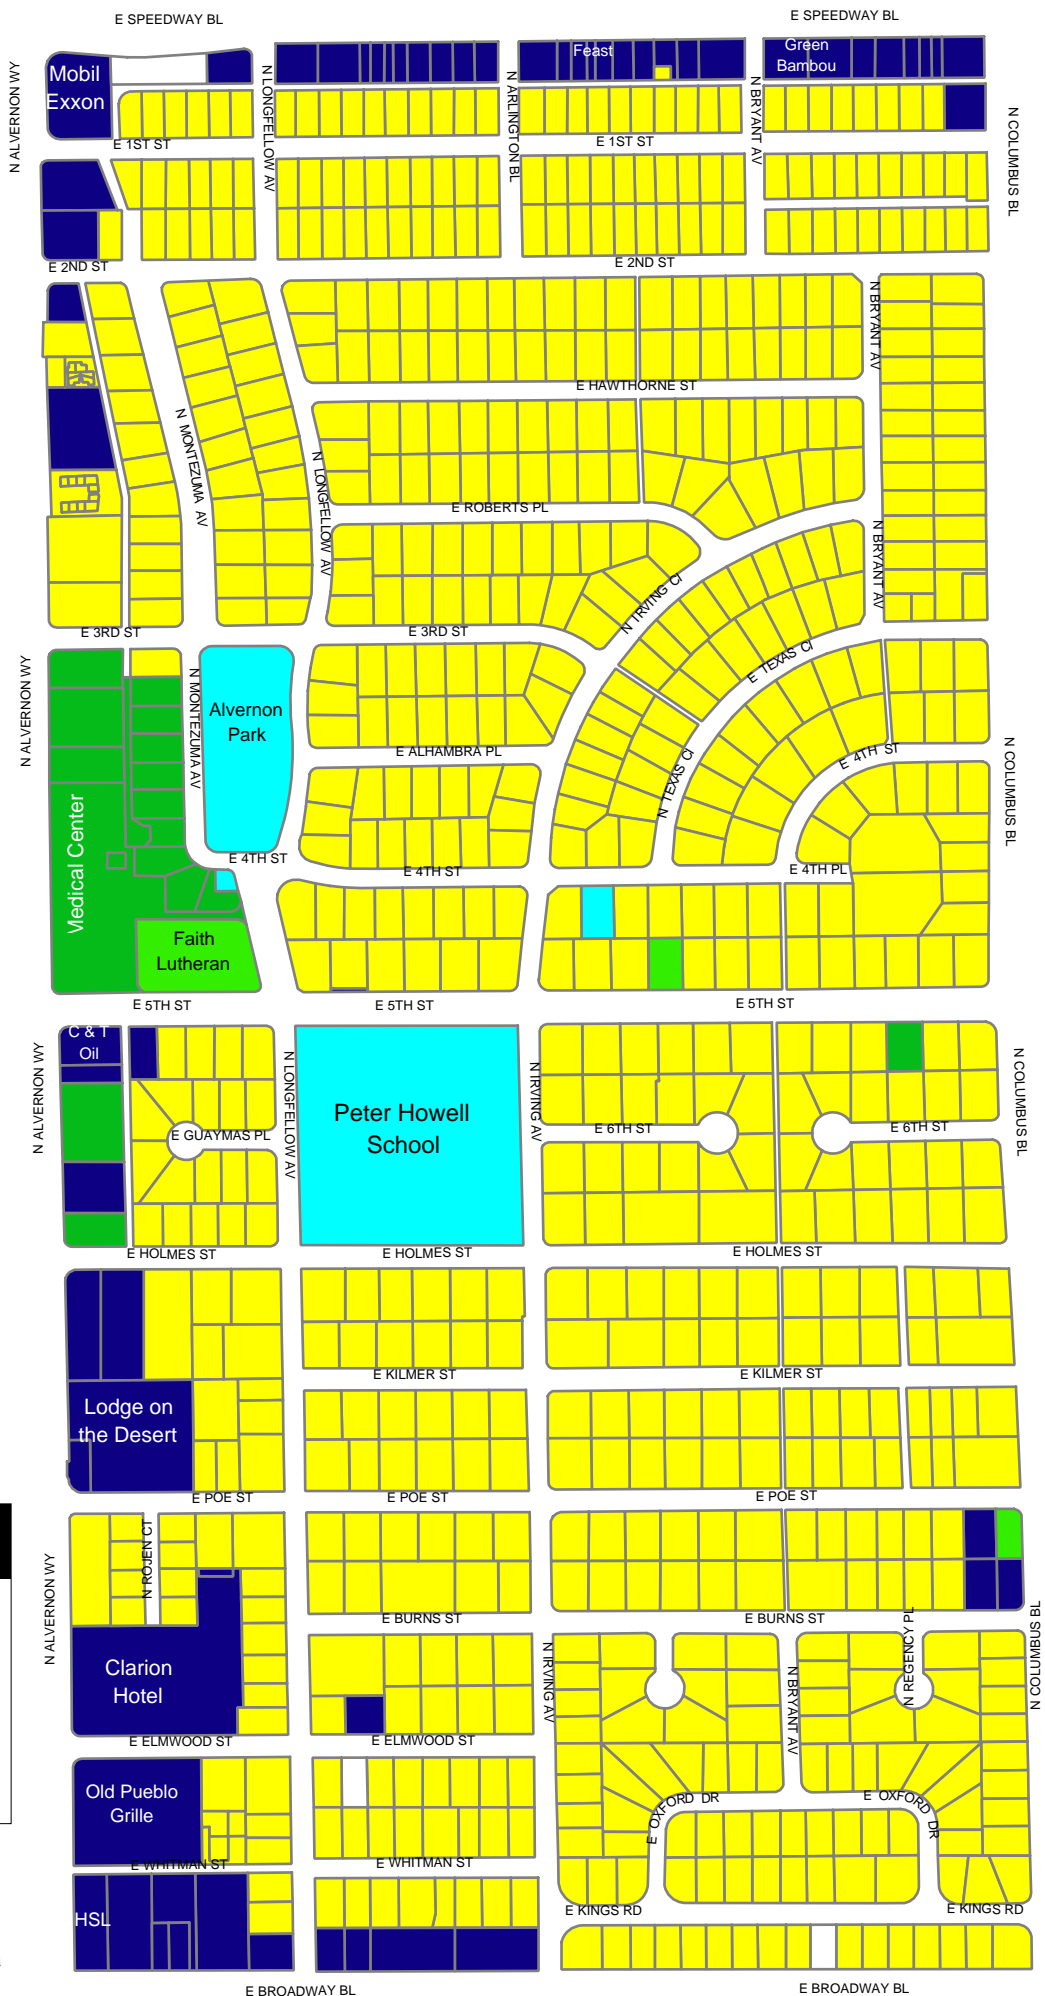 E SPEEDWAY BL
E SPEEDWAY BL
N ALVERNON WY
Mobil
Exxon
N LONGFELLOW AV
N ARLINGTON BL
Feast
N BRYANT AV
Green
Bambou
N COLUMBUS BL
E 1ST ST
E 1ST ST
N COLUMBUS BL
E 2ND ST
E 2ND ST
N BRYANT AV
E HAWTHORNE ST
N MONTEZUMA AV
N LONGFELLOW AV
E ROBERTS PL
N BRYANT AV
N IRVING CI
E 3RD ST
E 3RD ST
E TEXAS CI
N ALVERNON WY
N MONTEZUMA AV
Alvernon
Park
E ALHAMBRA PL
N TEXAS CI
E 4TH ST
N COLUMBUS BL
Medical Center
E 4TH ST
E 4TH ST
E 4TH PL
Faith
Lutheran
E 5TH ST
E 5TH ST
E 5TH ST
C & T
Oil
N ALVERNON WY
N LONGFELLOW AV
Peter Howell
School
N IRVING AV
E GUAYMAS PL
E 6TH ST
E 6TH ST
N COLUMBUS BL
E HOLMES ST
E HOLMES ST
E HOLMES ST
E KILMER ST
E KILMER ST
Lodge on
the Desert
E POE ST
E POE ST
E POE ST
N ALVERNON WY
N ROJEN CT
E BURNS ST
E BURNS ST
Clarion
Hotel
N IRVING AV
N BRYANT AV
N REGENCY PL
N COLUMBUS BL
E ELMWOOD ST
E ELMWOOD ST
Old Pueblo
Grille
E OXFORD DR
E OXFORD DR
E WHITMAN ST
E WHITMAN ST
HSL
E KINGS RD
E KINGS RD
E BROADWAY BL
E BROADWAY BL